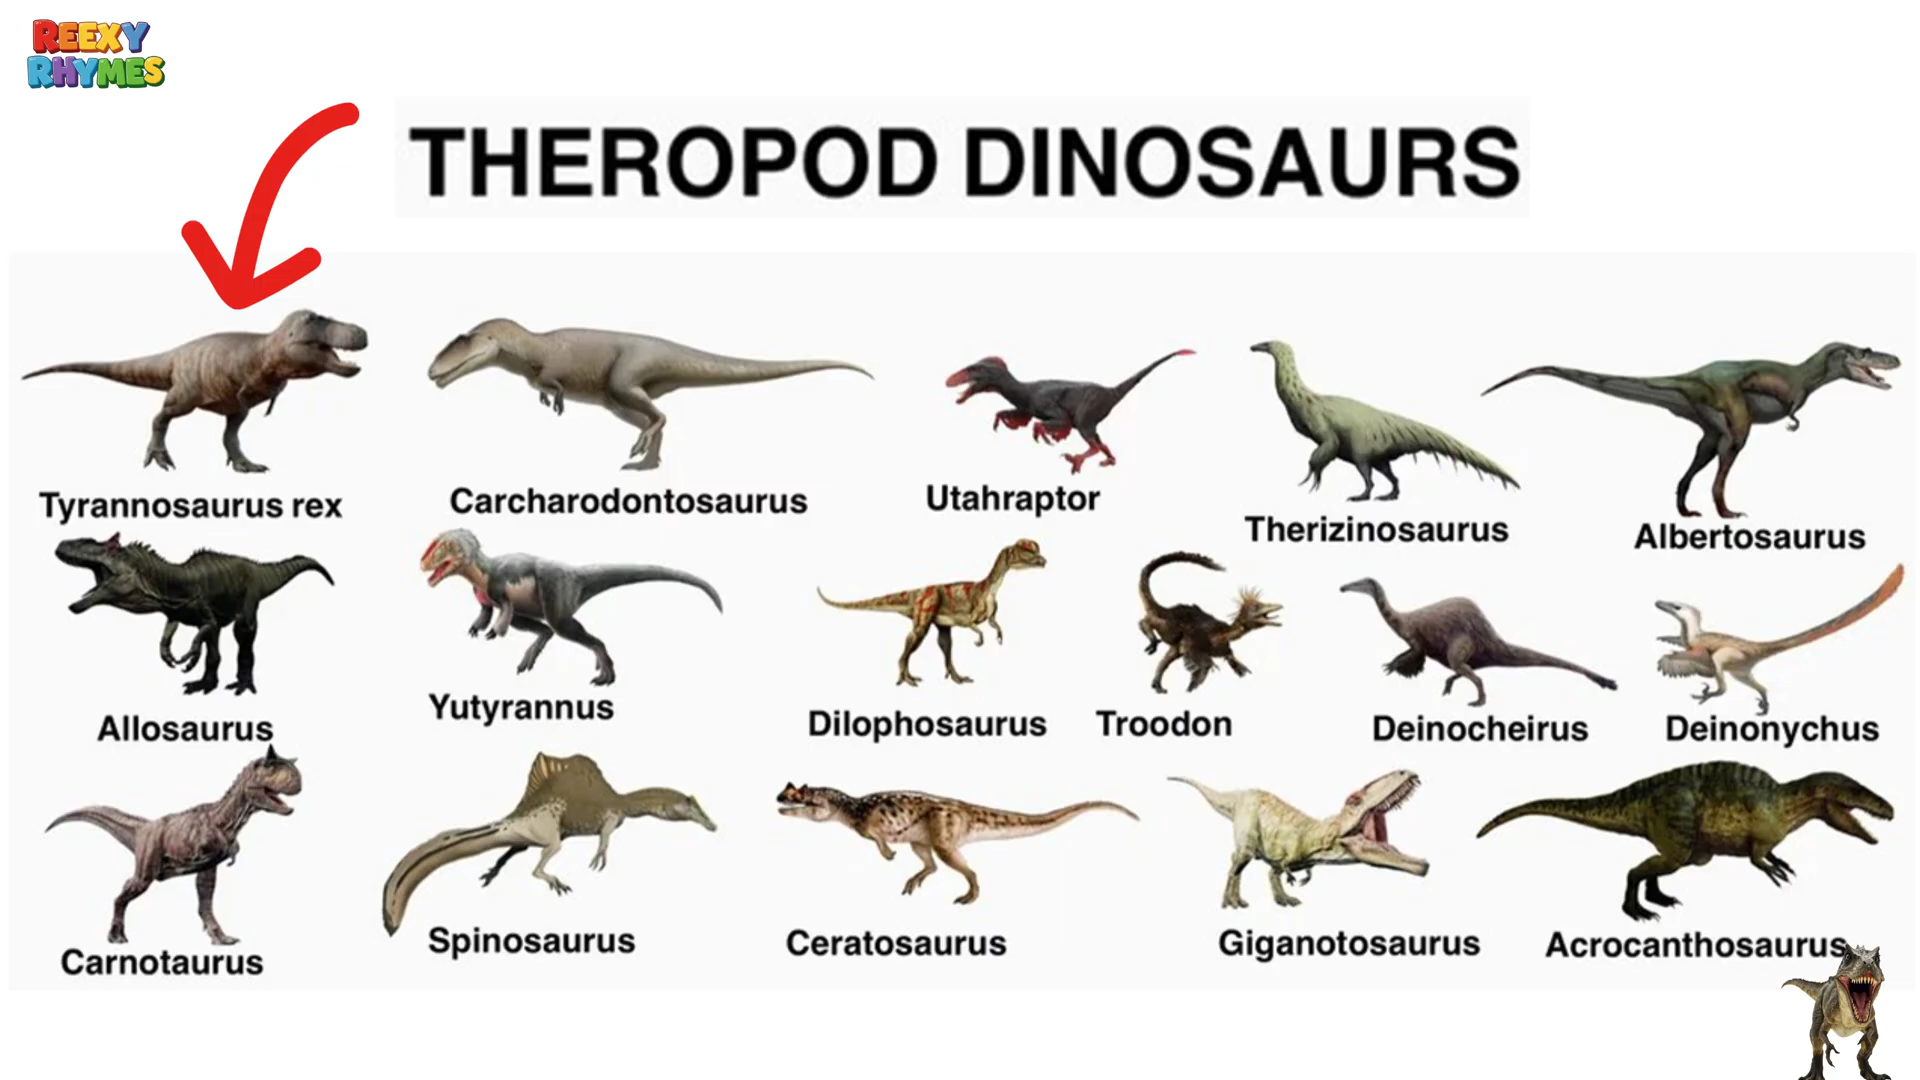 REEXY
RHYMES
THEROPOD DINOSAURS
Tyrannosaurus rex
Carcharodontosaurus
Utahraptor
Therizinosaurus
Albertosaurus
Allosaurus
Yutyrannus
Dilophosaurus
Troodon
Deinocheirus
Deinonychus
Carnotaurus
Spinosaurus
Ceratosaurus
Giganotosaurus
Acrocanthosaurus